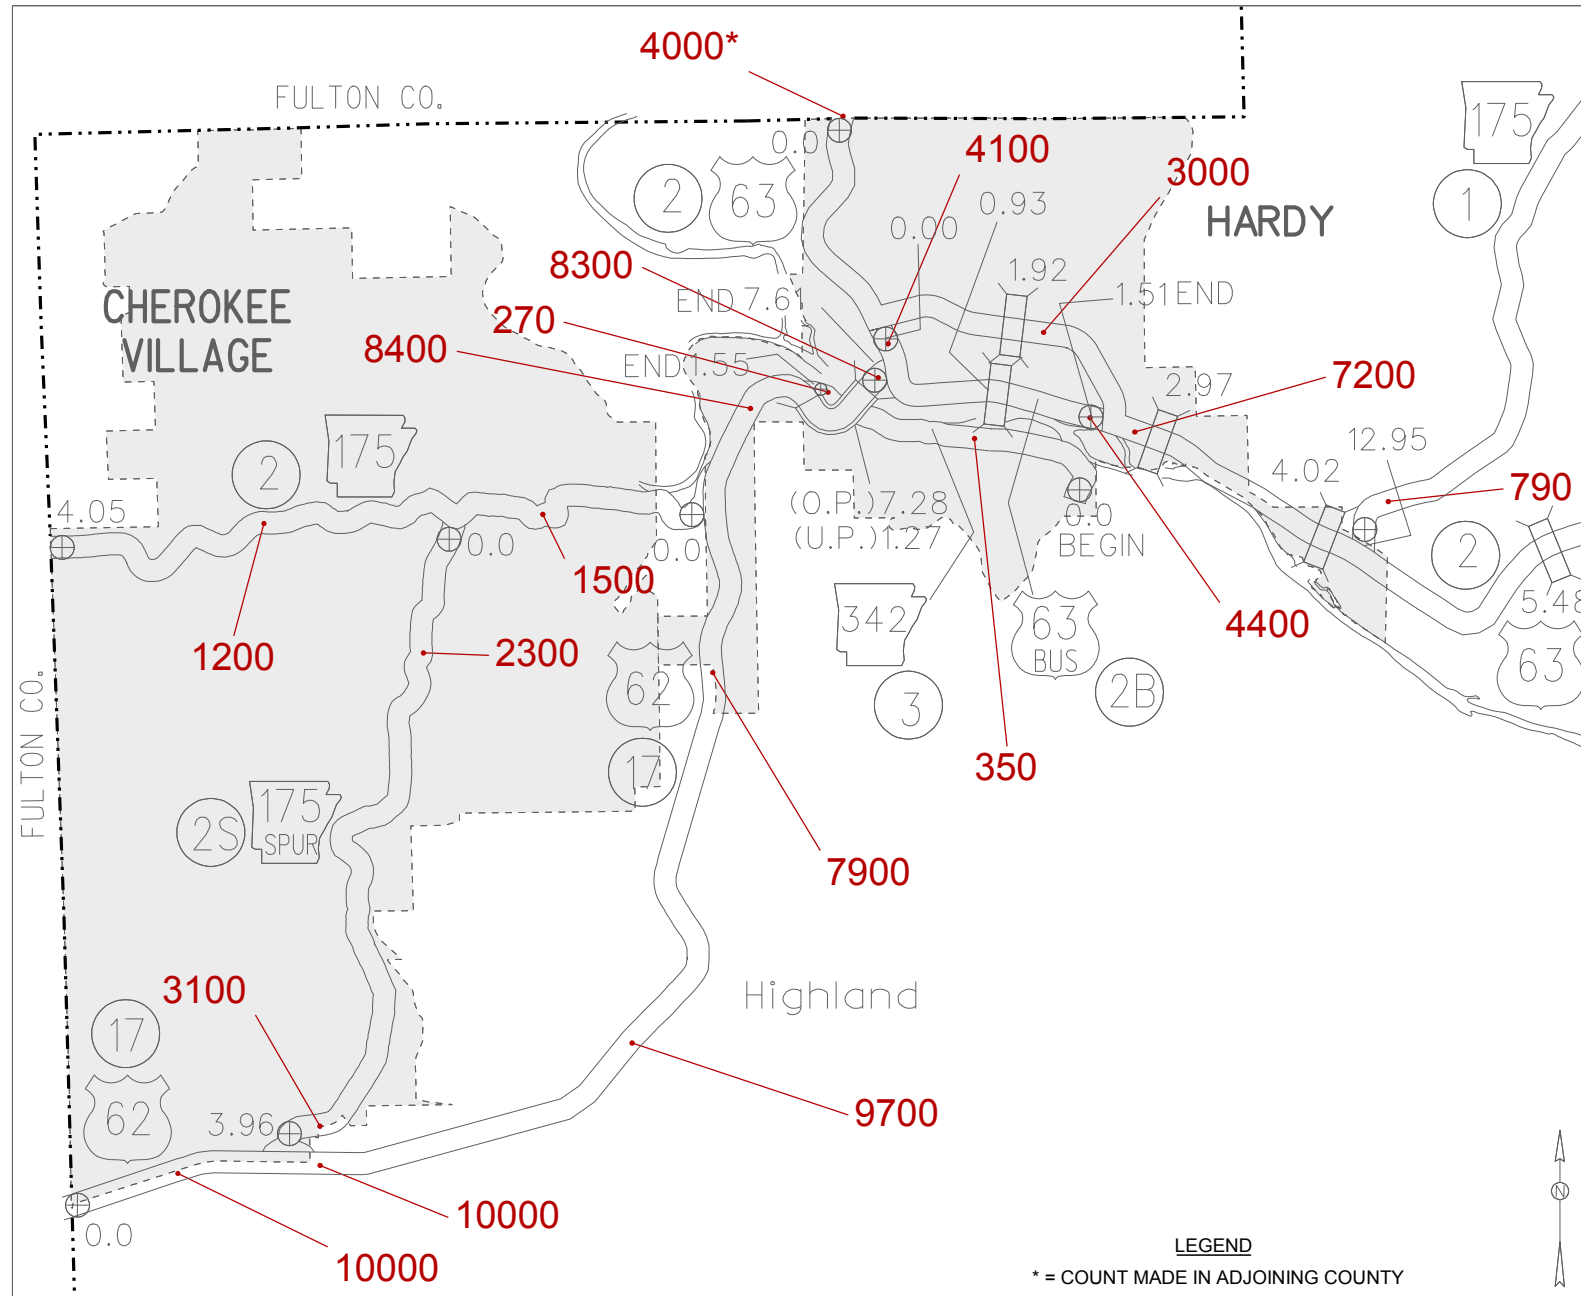 4000*
FULTON CO.
0.0
4100
175
3000
2
63
0.93
1
HARDY
0.00
8300
1.92
END 7.61
1.51 END
CHEROKEE
VILLAGE
270
8400
END 1.55
7200
2.97
175
12.95
2
4.02
790
4.05
(O.P.) 7.28
0.0
0.0
0.0
(U.P.) 1.27
BEGIN
2
1500
5.48
342
63
BUS
4400
1200
2300
62
63
3
2B
FULTON CO.
17
350
175
SPUR
2S
7900
3100
Highland
17
62
3.96
9700
10000
0.0
10000
N
LEGEND
* = COUNT MADE IN ADJOINING COUNTY